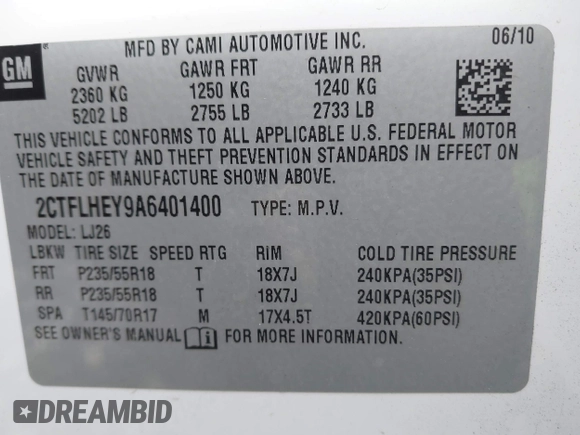 GM
MFD BY CAMI AUTOMOTIVE INC. 06/10
GVWR GAWR FRT GAWR RR
2360 KG 1250 KG 1240 KG
5202 LB 2755 LB 2733 LB
THIS VEHICLE CONFORMS TO ALL APPLICABLE U.S. FEDERAL MOTOR
VEHICLE SAFETY AND THEFT PREVENTION STANDARDS IN EFFECT ON
THE DATE OF MANUFACTURE SHOWN ABOVE.
2CTFLHEY9A6401400 TYPE: M.P.V.
MODEL: LJ26
LBKW TIRE SIZE SPEED RTG RIM COLD TIRE PRESSURE
FRT P235/55R18 T 18X7J 240KPA(35PSI)
RR P235/55R18 T 18X7J 240KPA(35PSI)
SPA T145/70R17 M 17X4.5T 420KPA(60PSI)
SEE OWNER'S MANUAL i FOR MORE INFORMATION
DREAMBID